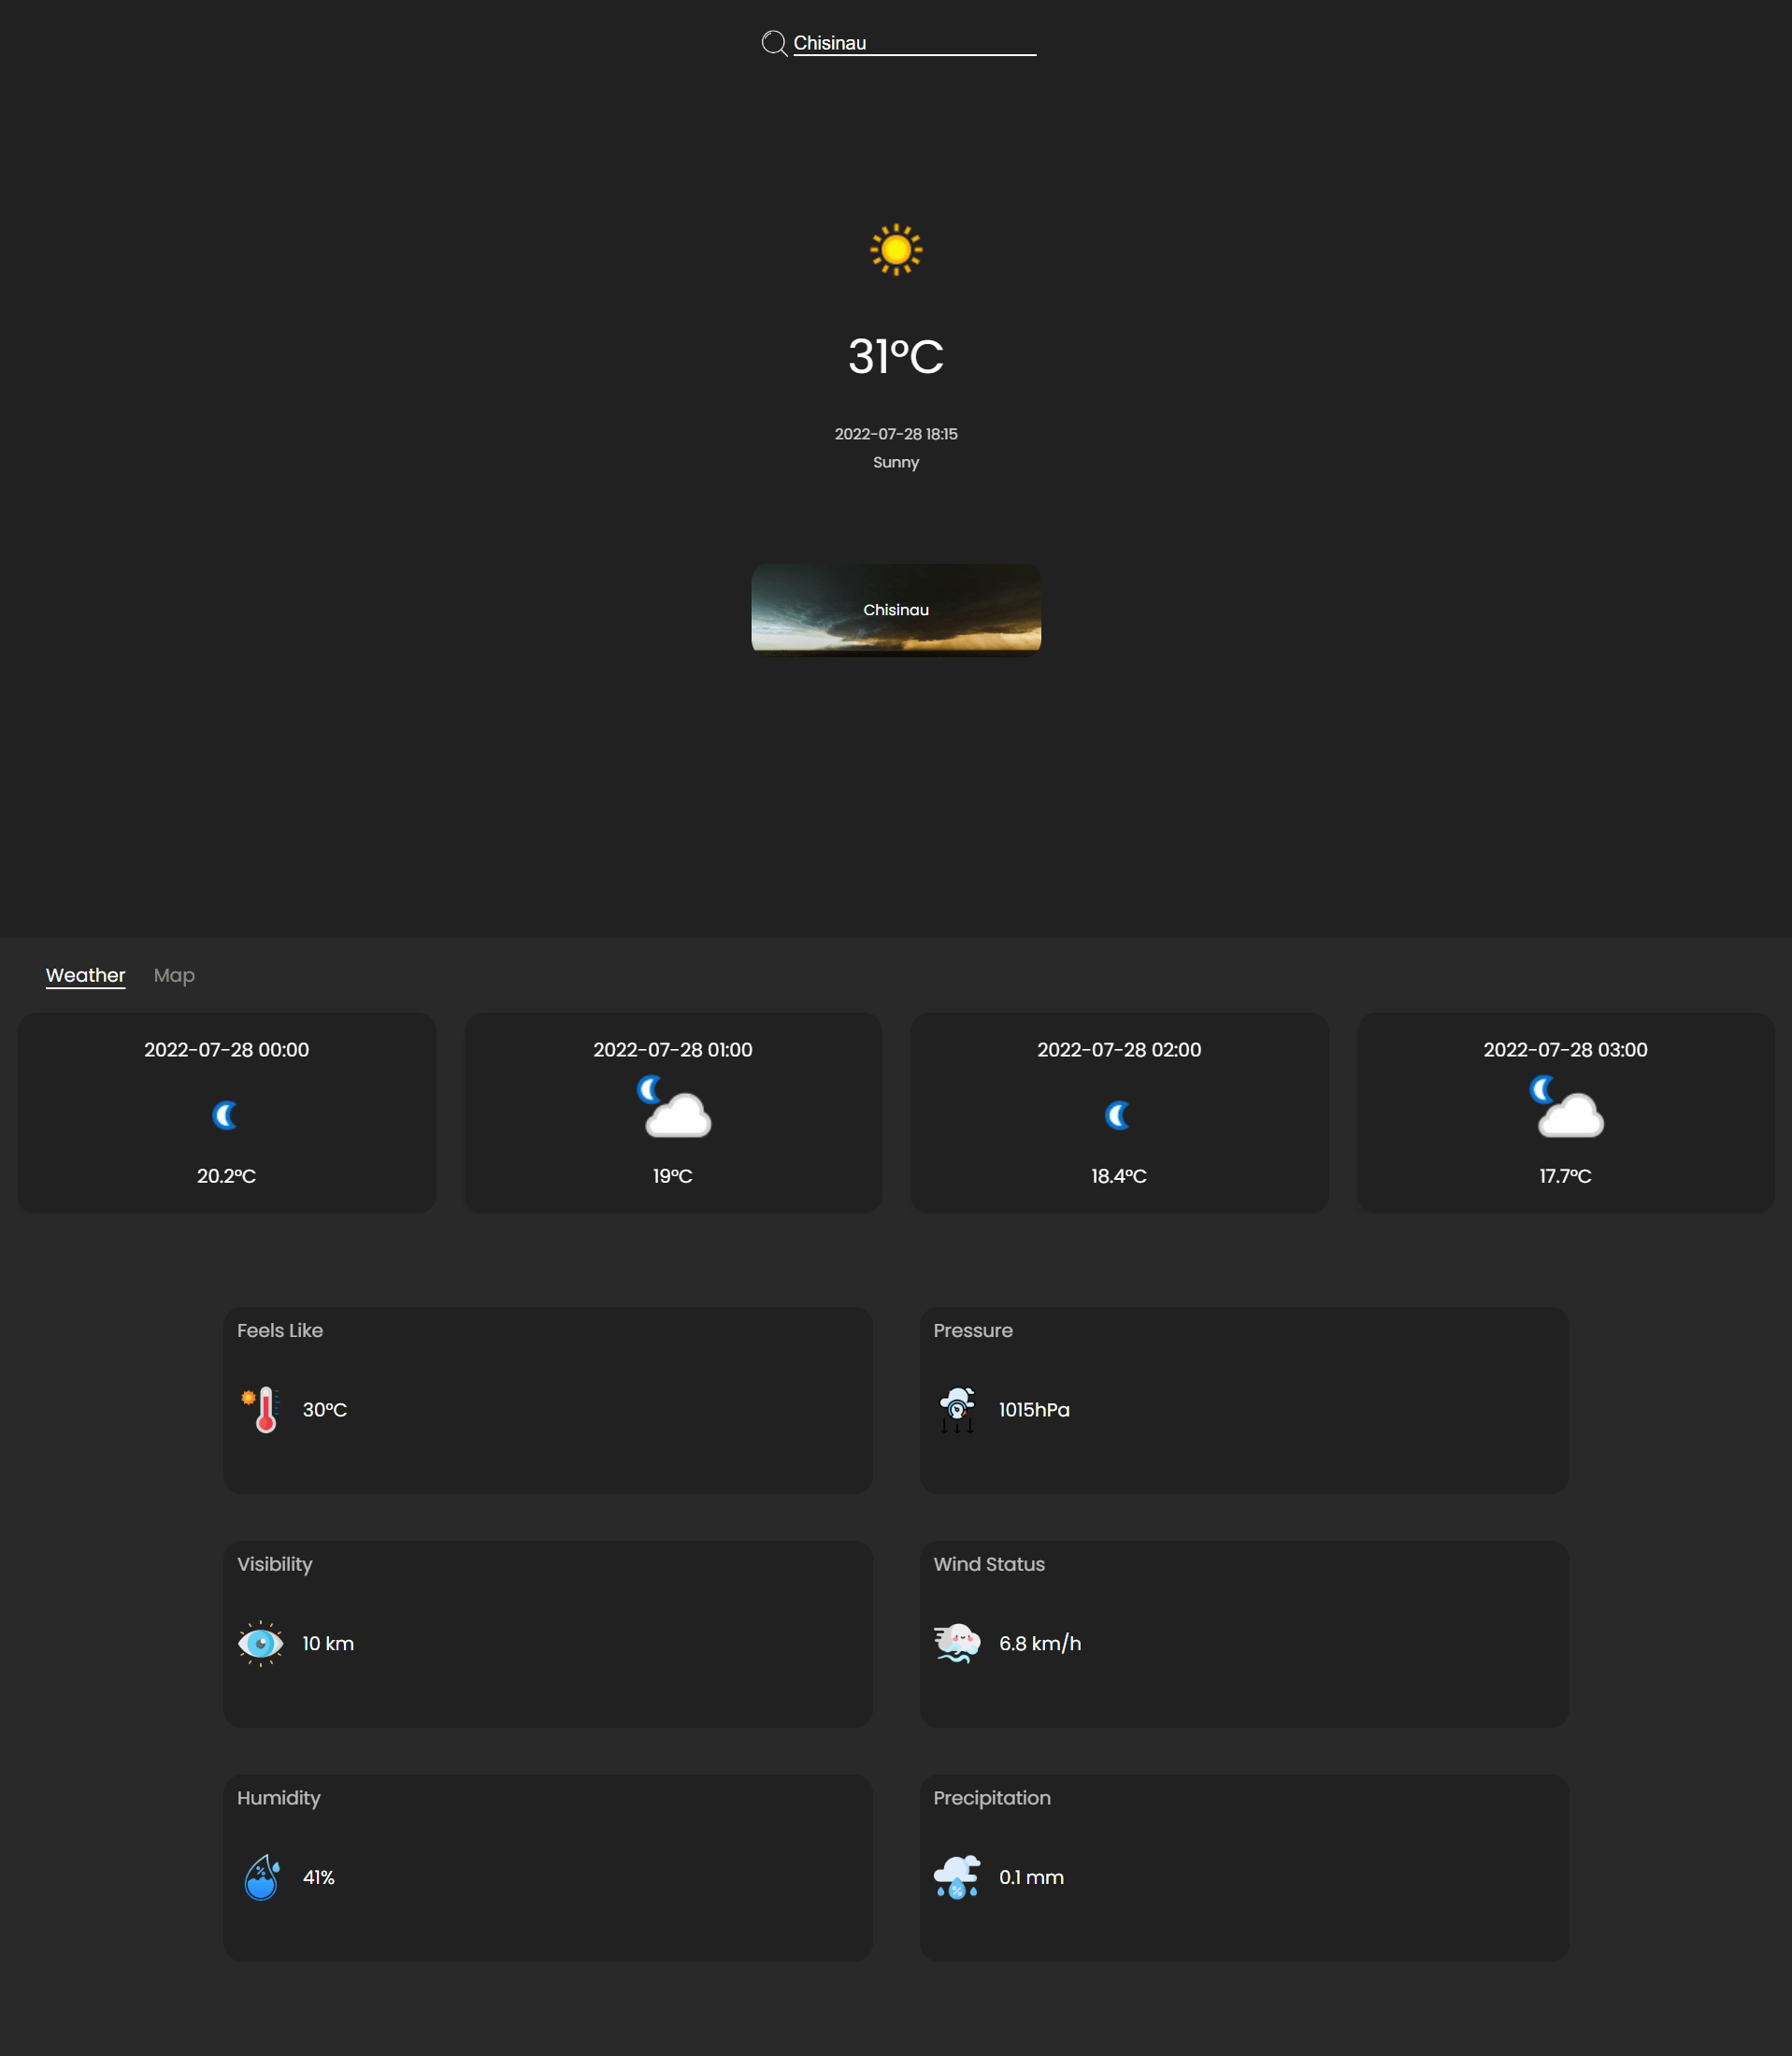 Chisinau
31°C
2022-07-28 18:15
Sunny
Chisinau
Weather Map
2022-07-28 00:00
20.2°C
2022-07-28 01:00
19°C
2022-07-28 02:00
18.4°C
2022-07-28 03:00
17.7°C
Feels Like
30°C
Pressure
1015hPa
Visibility
10 km
Wind Status
6.8 km/h
Humidity
41%
Precipitation
0.1 mm